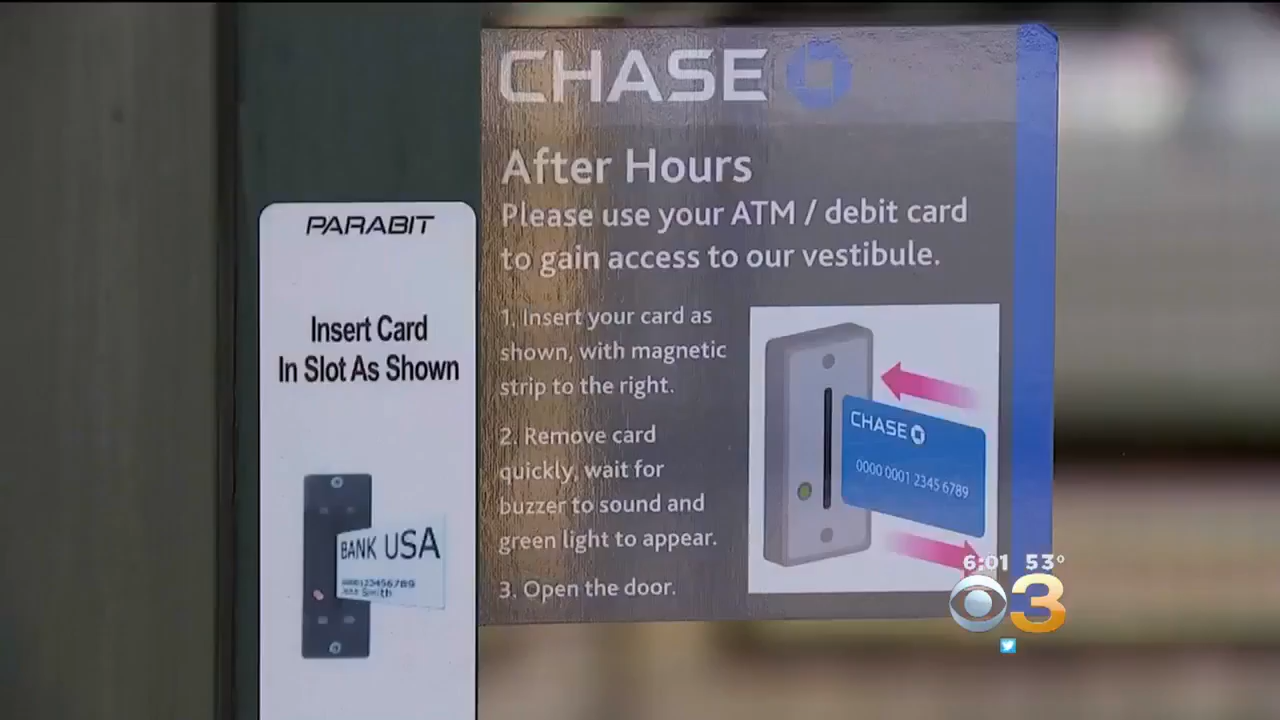 CHASE
After Hours
Please use your ATM / debit card
to gain access to our vestibule.
1. Insert your card as
shown, with magnetic
strip to the right.
2. Remove card
quickly, wait for
buzzer to sound and
green light to appear.
3. Open the door.
CHASE
0000 0001 2345 6789
PARABIT
Insert Card
In Slot As Shown
BANK USA
6:01 53°
3